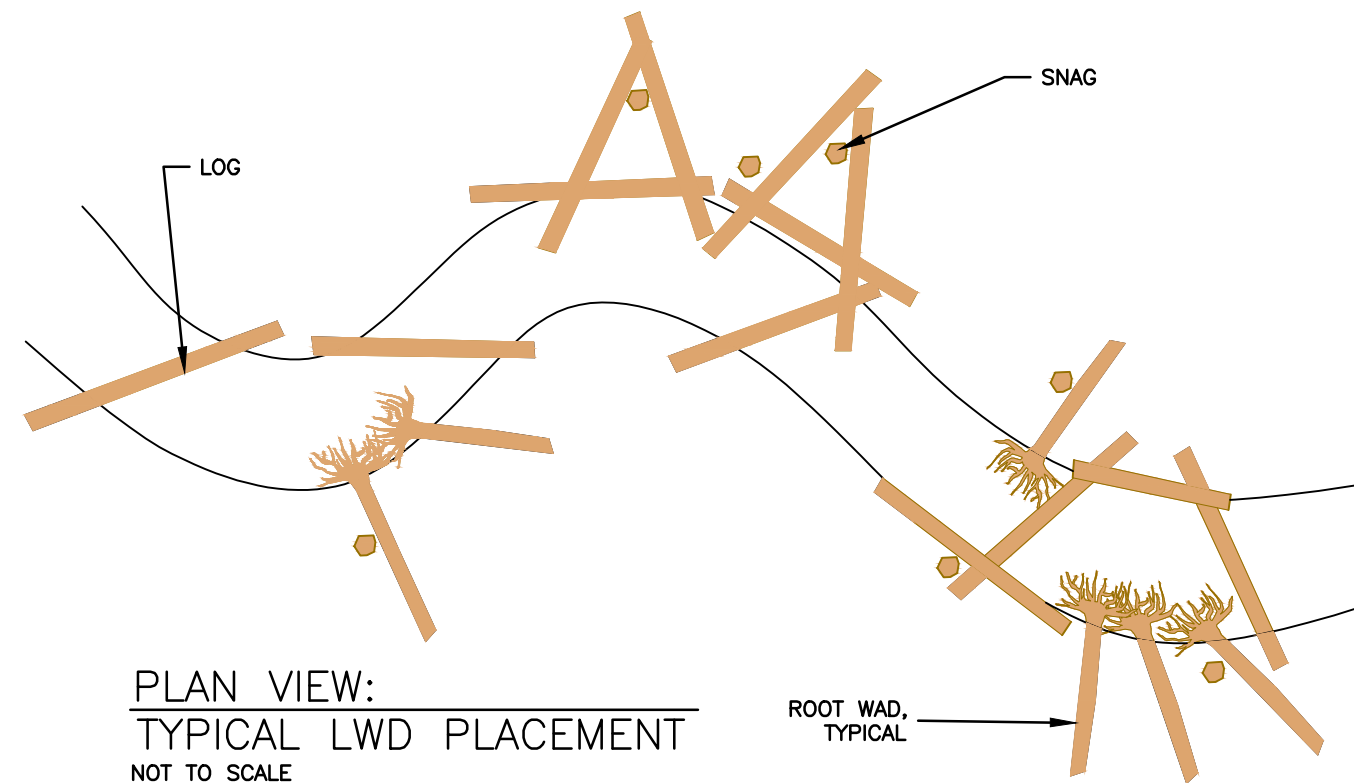 SNAG
LOG
PLAN VIEW:
TYPICAL LWD PLACEMENT
NOT TO SCALE
ROOT WAD,
TYPICAL